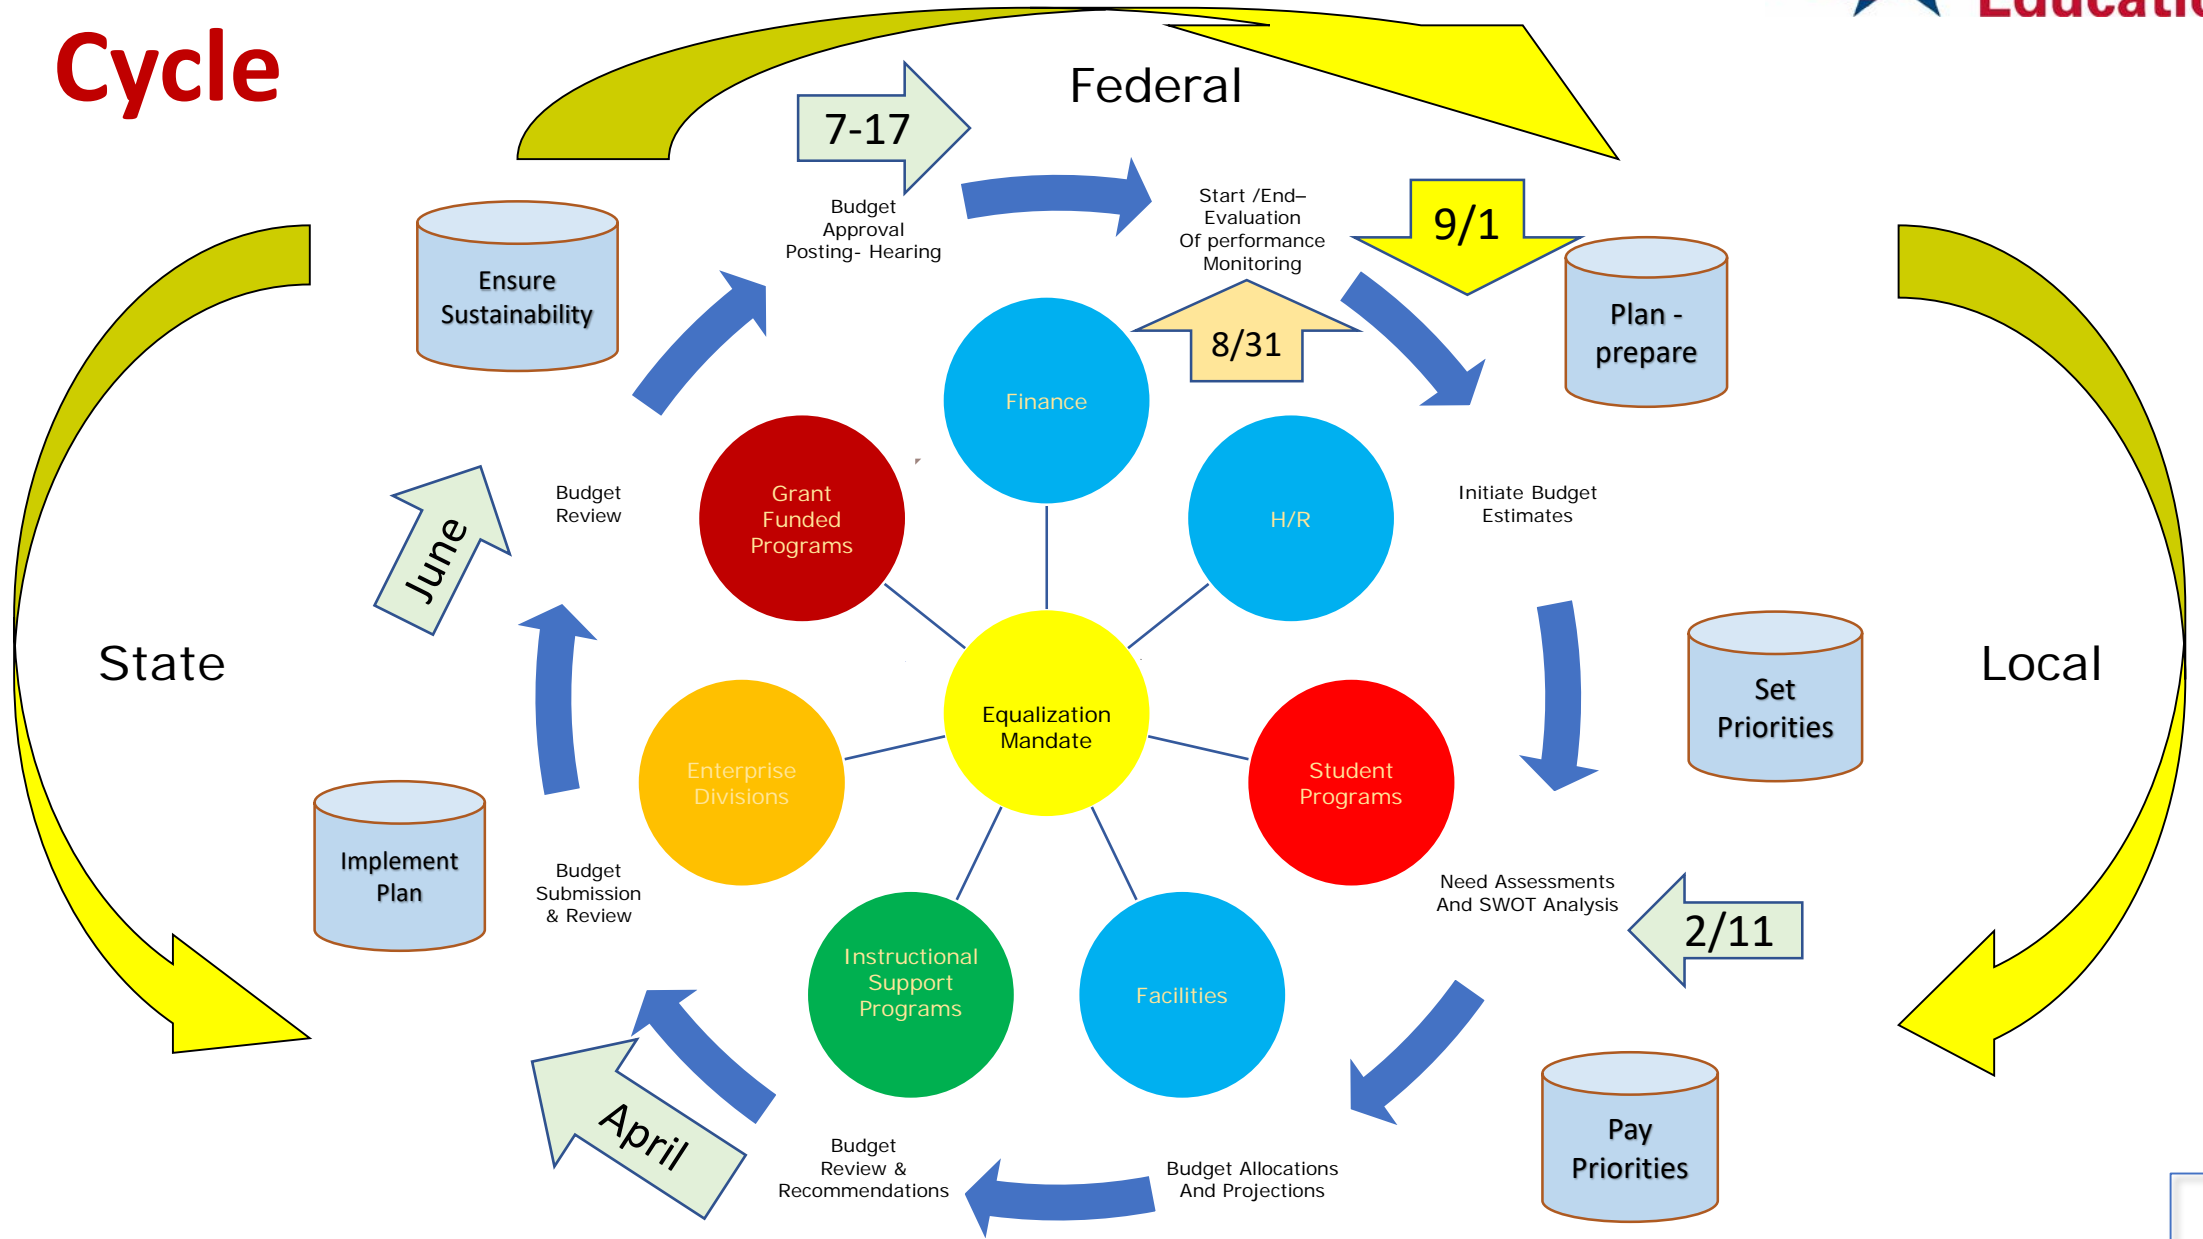 Cycle
Educatio
Federal
7-17
Budget
Approval
Posting- Hearing
Start /End–
Evaluation
Of performance
Monitoring
9/1
8/31
Ensure
Sustainability
Plan -
prepare
Finance
Grant
Funded
Programs
H/R
Budget
Review
Initiate Budget
Estimates
June
State
Local
Set
Priorities
Equalization
Mandate
Enterprise
Divisions
Student
Programs
Implement
Plan
Budget
Submission
& Review
Need Assessments
And SWOT Analysis
2/11
Instructional
Support
Programs
Facilities
April
Budget
Review &
Recommendations
Budget Allocations
And Projections
Pay
Priorities